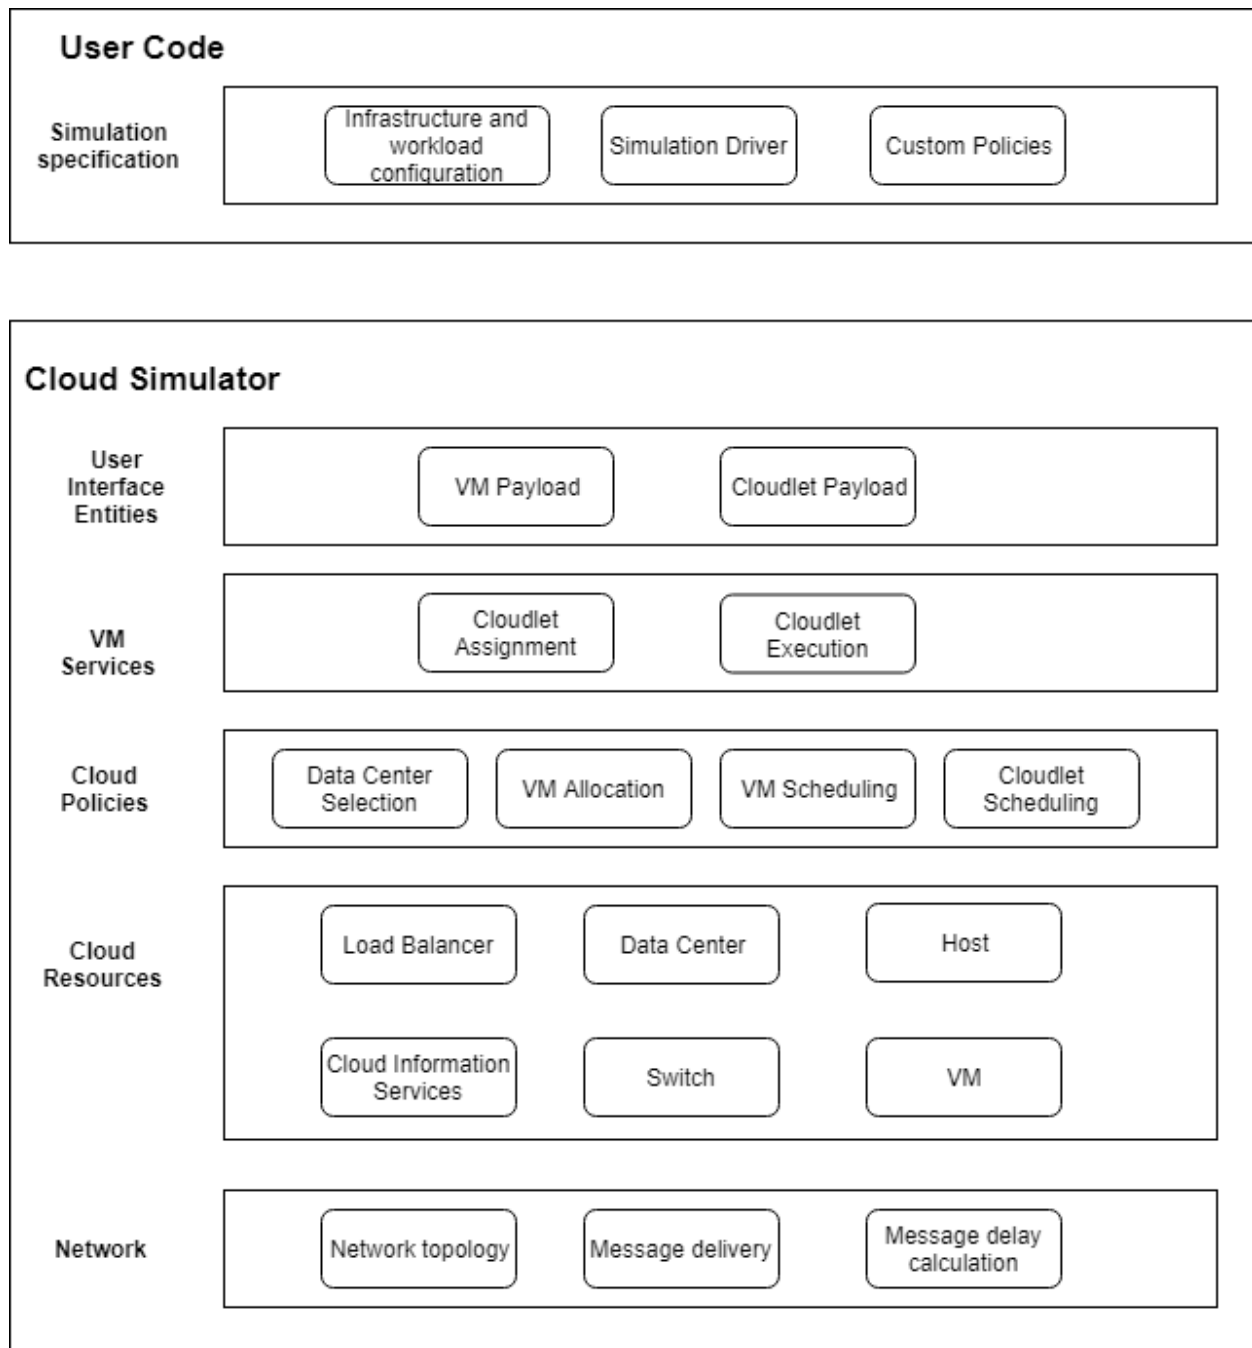 User Code
Simulation
specification
Infrastructure and
workload
configuration
Simulation Driver
Custom Policies
Cloud Simulator
User
Interface
Entities
VM Payload
Cloudlet Payload
VM
Services
Cloudlet
Assignment
Cloudlet
Execution
Cloud
Policies
Data Center
Selection
VM Allocation
VM Scheduling
Cloudlet
Scheduling
Cloud
Resources
Load Balancer
Data Center
Host
Cloud Information
Services
Switch
VM
Network
Network topology
Message delivery
Message delay
calculation